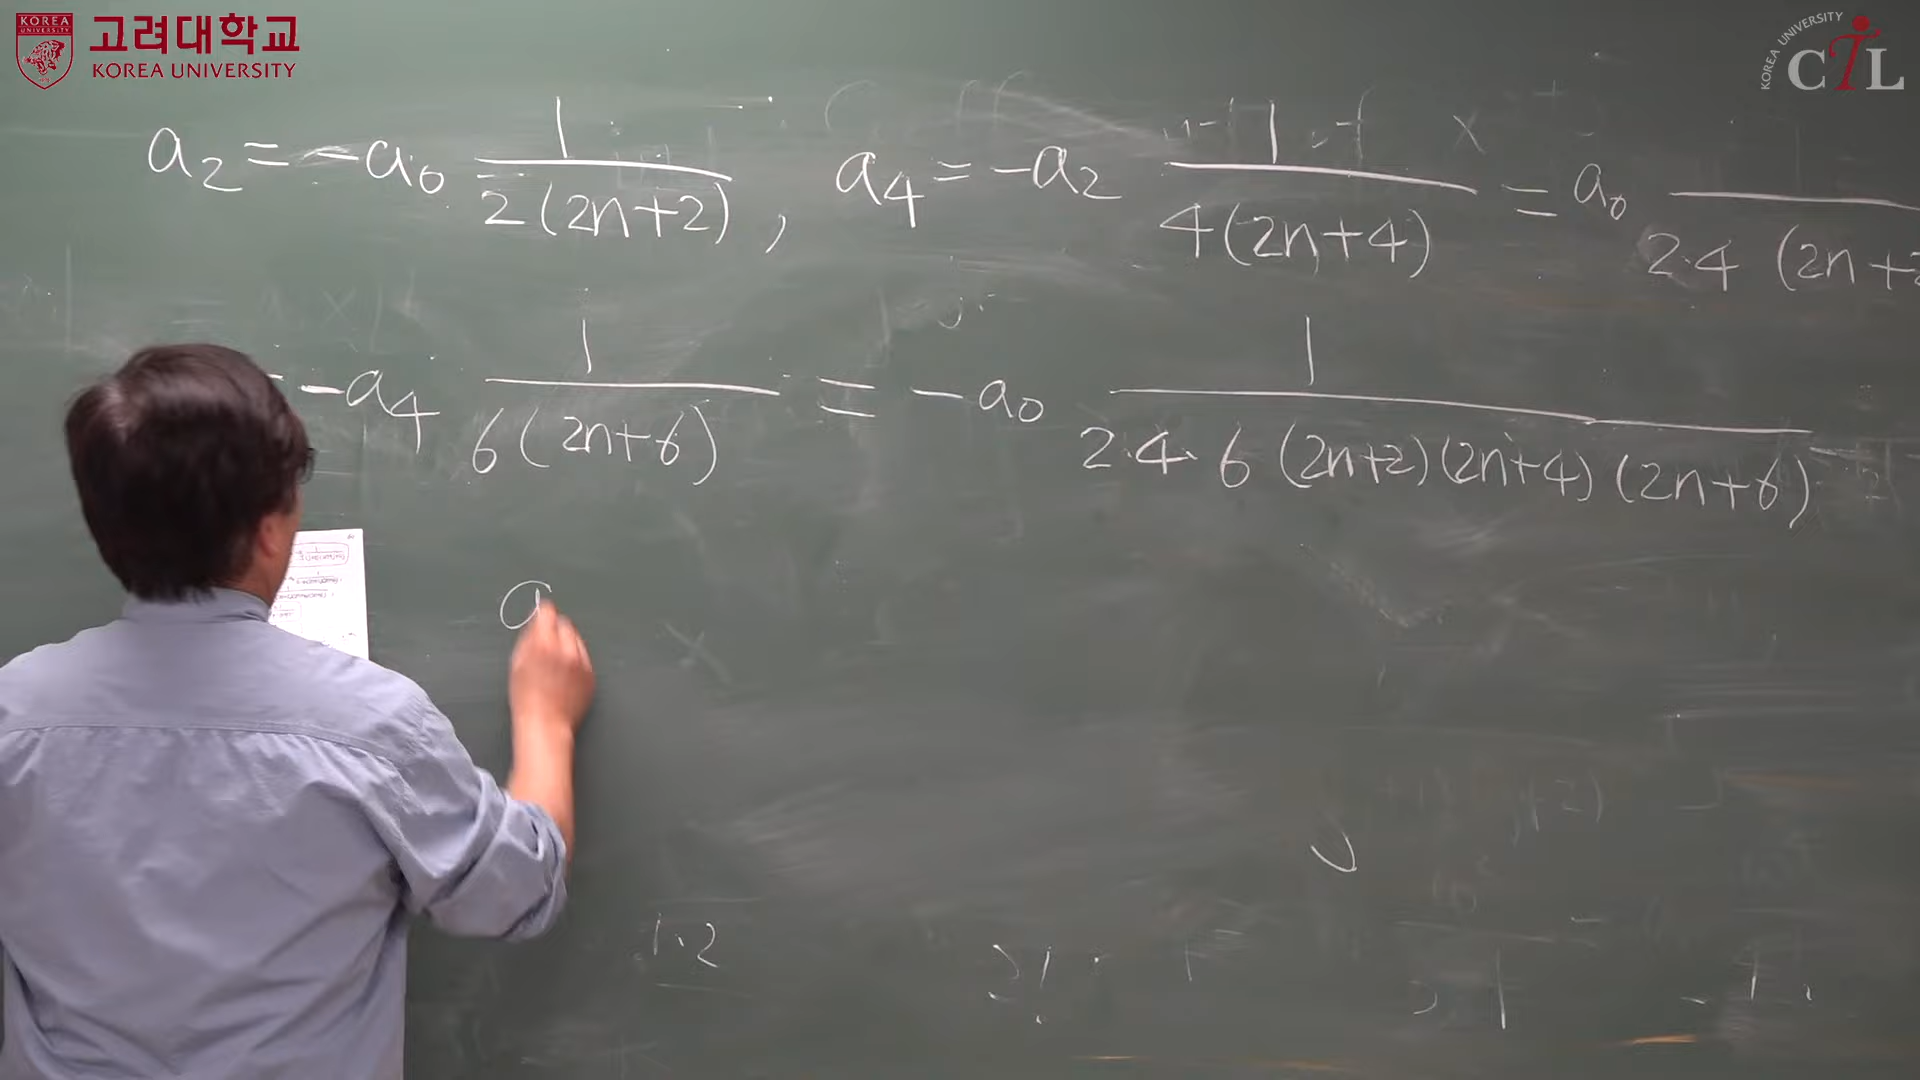 KOREA UNIVERSITY
고려대학교
KOREA UNIVERSITY
KOREA UNIVERSITY
CTL
a₂ = -a₀ 1/2(2n+2) , a₄ = -a₂ 1/4(2n+4) = a₀ /2·4 (2n+
-a₄ 1/6(2n+6) = -a₀ 1/2·4·6 (2n+2)(2n+4)(2n+6)
a